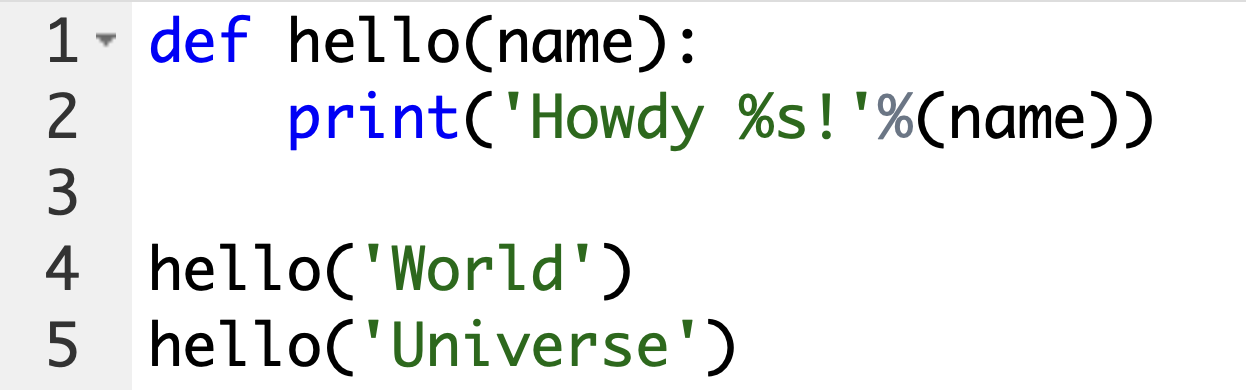 1 def hello(name):
2     print('Howdy %s!'%(name))
3
4 hello('World')
5 hello('Universe')